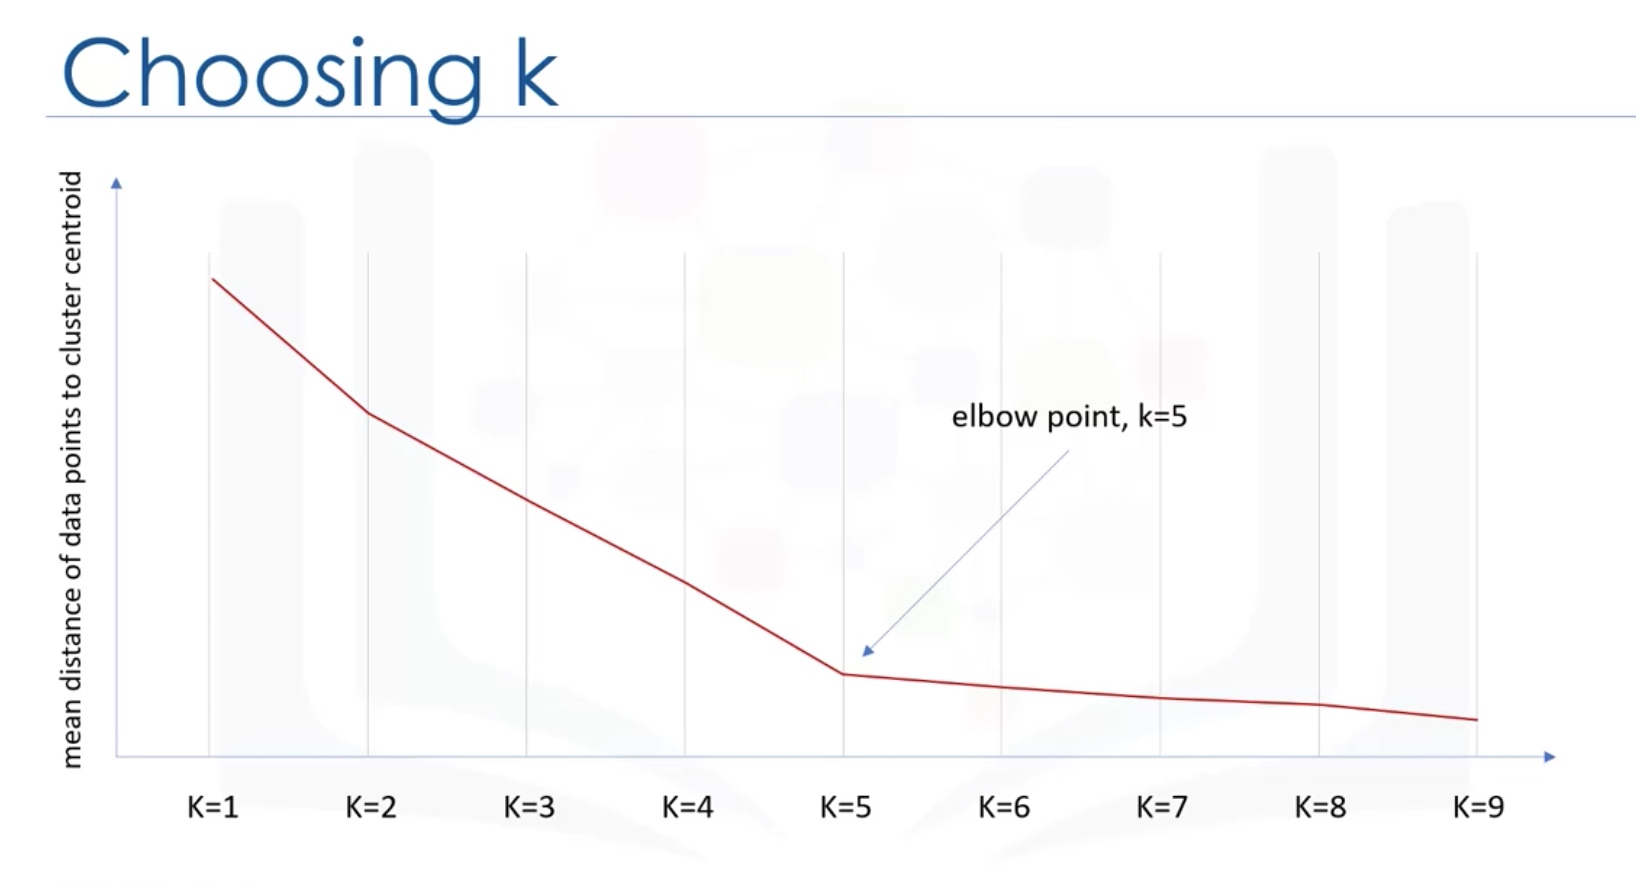 Choosing k
mean distance of data points to cluster centroid
elbow point, k=5
K=1 K=2 K=3 K=4 K=5 K=6 K=7 K=8 K=9